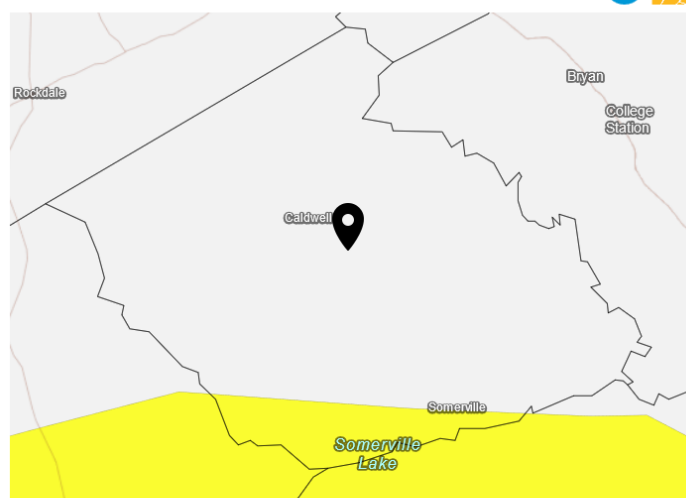 Rockdale
Bryan
College
Station
Caldwell
Somerville
Somerville
Lake